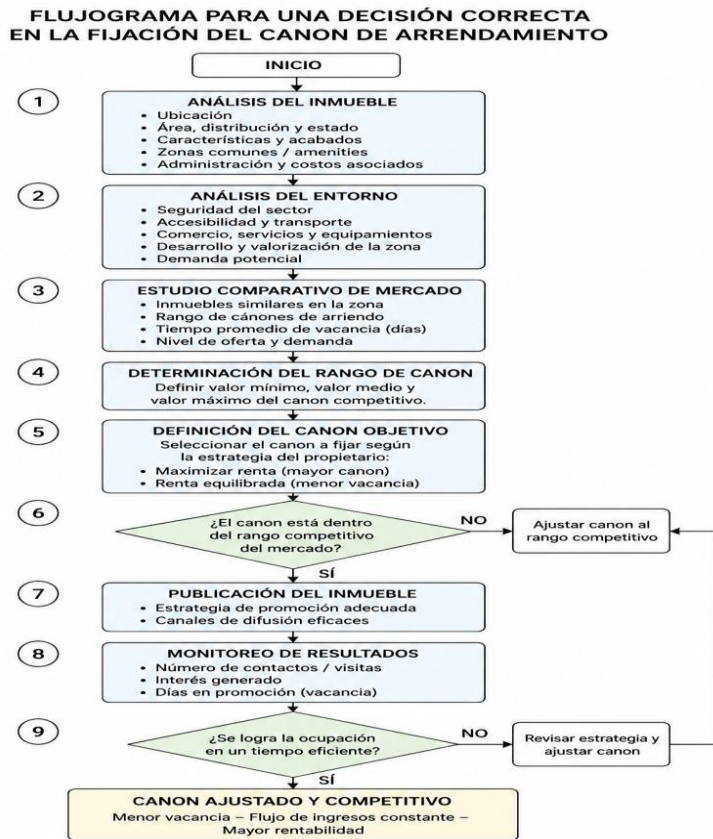 FLUJOGRAMA PARA UNA DECISIÓN CORRECTA
EN LA FIJACIÓN DEL CANON DE ARRENDAMIENTO
INICIO
1
ANÁLISIS DEL INMUEBLE
• Ubicación
• Área, distribución y estado
• Características y acabados
• Zonas comunes / amenities
• Administración y costos asociados
2
ANÁLISIS DEL ENTORNO
• Seguridad del sector
• Accesibilidad y transporte
• Comercio, servicios y equipamientos
• Desarrollo y valorización de la zona
• Demanda potencial
3
ESTUDIO COMPARATIVO DE MERCADO
• Inmuebles similares en la zona
• Rango de cánones de arriendo
• Tiempo promedio de vacancia (días)
• Nivel de oferta y demanda
4
DETERMINACIÓN DEL RANGO DE CANON
Definir valor mínimo, valor medio y
valor máximo del canon competitivo.
5
DEFINICIÓN DEL CANON OBJETIVO
Seleccionar el canon a fijar según
la estrategia del propietario:
• Maximizar renta (mayor canon)
• Renta equilibrada (menor vacancia)
6
¿El canon está dentro
del rango competitivo
del mercado?
NO
Ajustar canon al
rango competitivo
SÍ
7
PUBLICACIÓN DEL INMUEBLE
• Estrategia de promoción adecuada
• Canales de difusión eficaces
8
MONITOREO DE RESULTADOS
• Número de contactos / visitas
• Interés generado
• Días en promoción (vacancia)
9
¿Se logra la ocupación
en un tiempo eficiente?
NO
Revisar estrategia y
ajustar canon
SÍ
CANON AJUSTADO Y COMPETITIVO
Menor vacancia – Flujo de ingresos constante –
Mayor rentabilidad